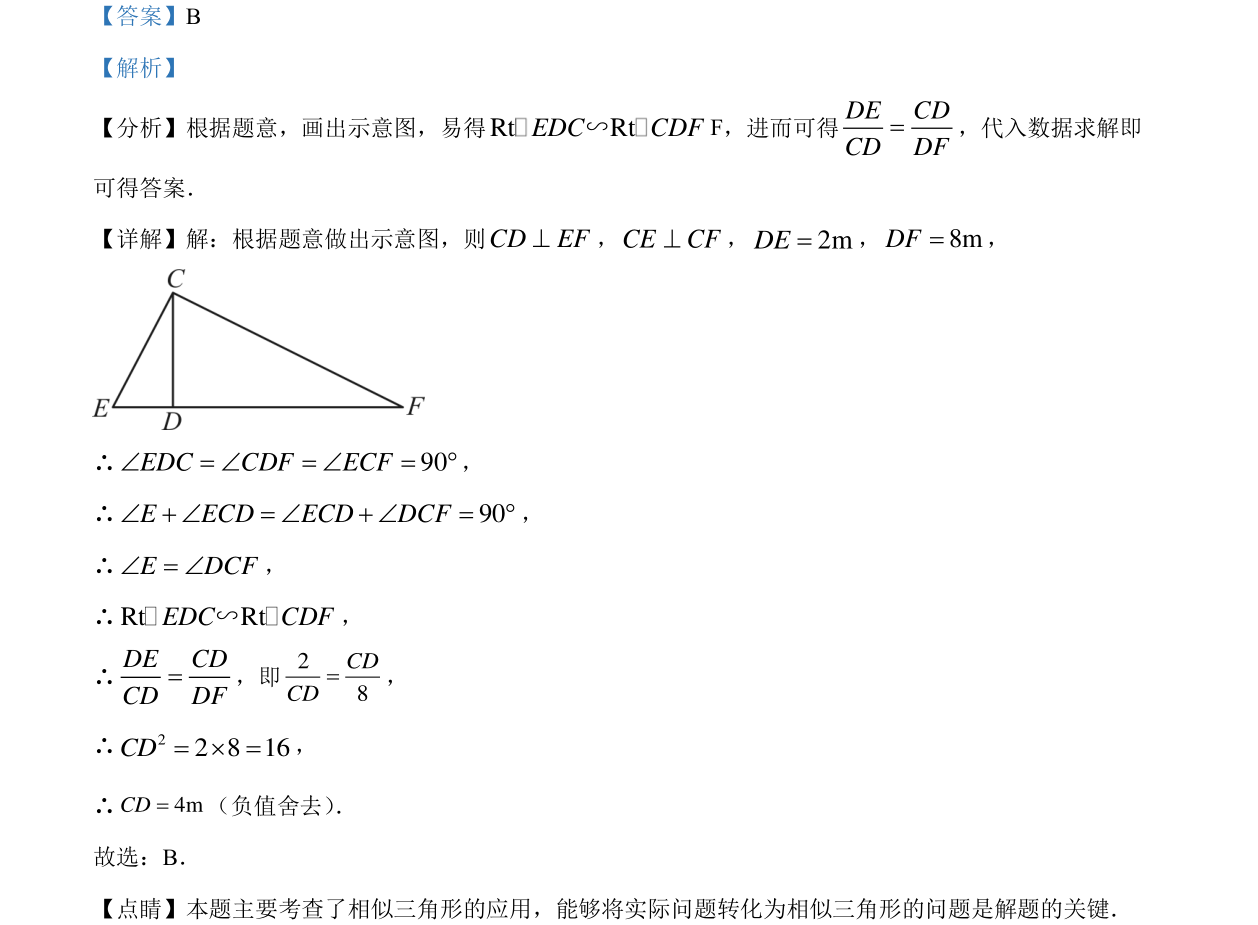 【答案】B
【解析】
【分析】根据题意，画出示意图，易得Rt□EDC∽Rt□CDF F，进而可得DE/CD = CD/DF，代入数据求解即
可得答案．
【详解】解：根据题意做出示意图，则CD⊥EF，CE⊥CF，DE=2m，DF=8m，
C
E
D
F
∴∠EDC=∠CDF=∠ECF=90°，
∴∠E+∠ECD=∠ECD+∠DCF=90°，
∴∠E=∠DCF，
∴Rt□EDC∽Rt□CDF，
∴DE/CD = CD/DF，即2/CD = CD/8，
∴CD²=2×8=16，
∴CD=4m（负值舍去）．
故选：B．
【点睛】本题主要考查了相似三角形的应用，能够将实际问题转化为相似三角形的问题是解题的关键．